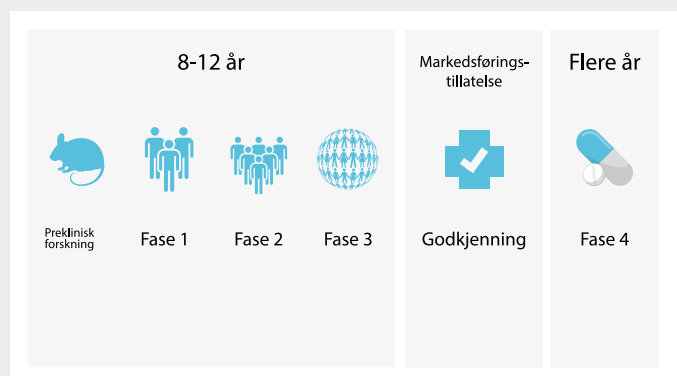 8-12 år
Markedsførings-
tillatelse
Flere år
Preklinisk
forskning
Fase 1
Fase 2
Fase 3
Godkjenning
Fase 4